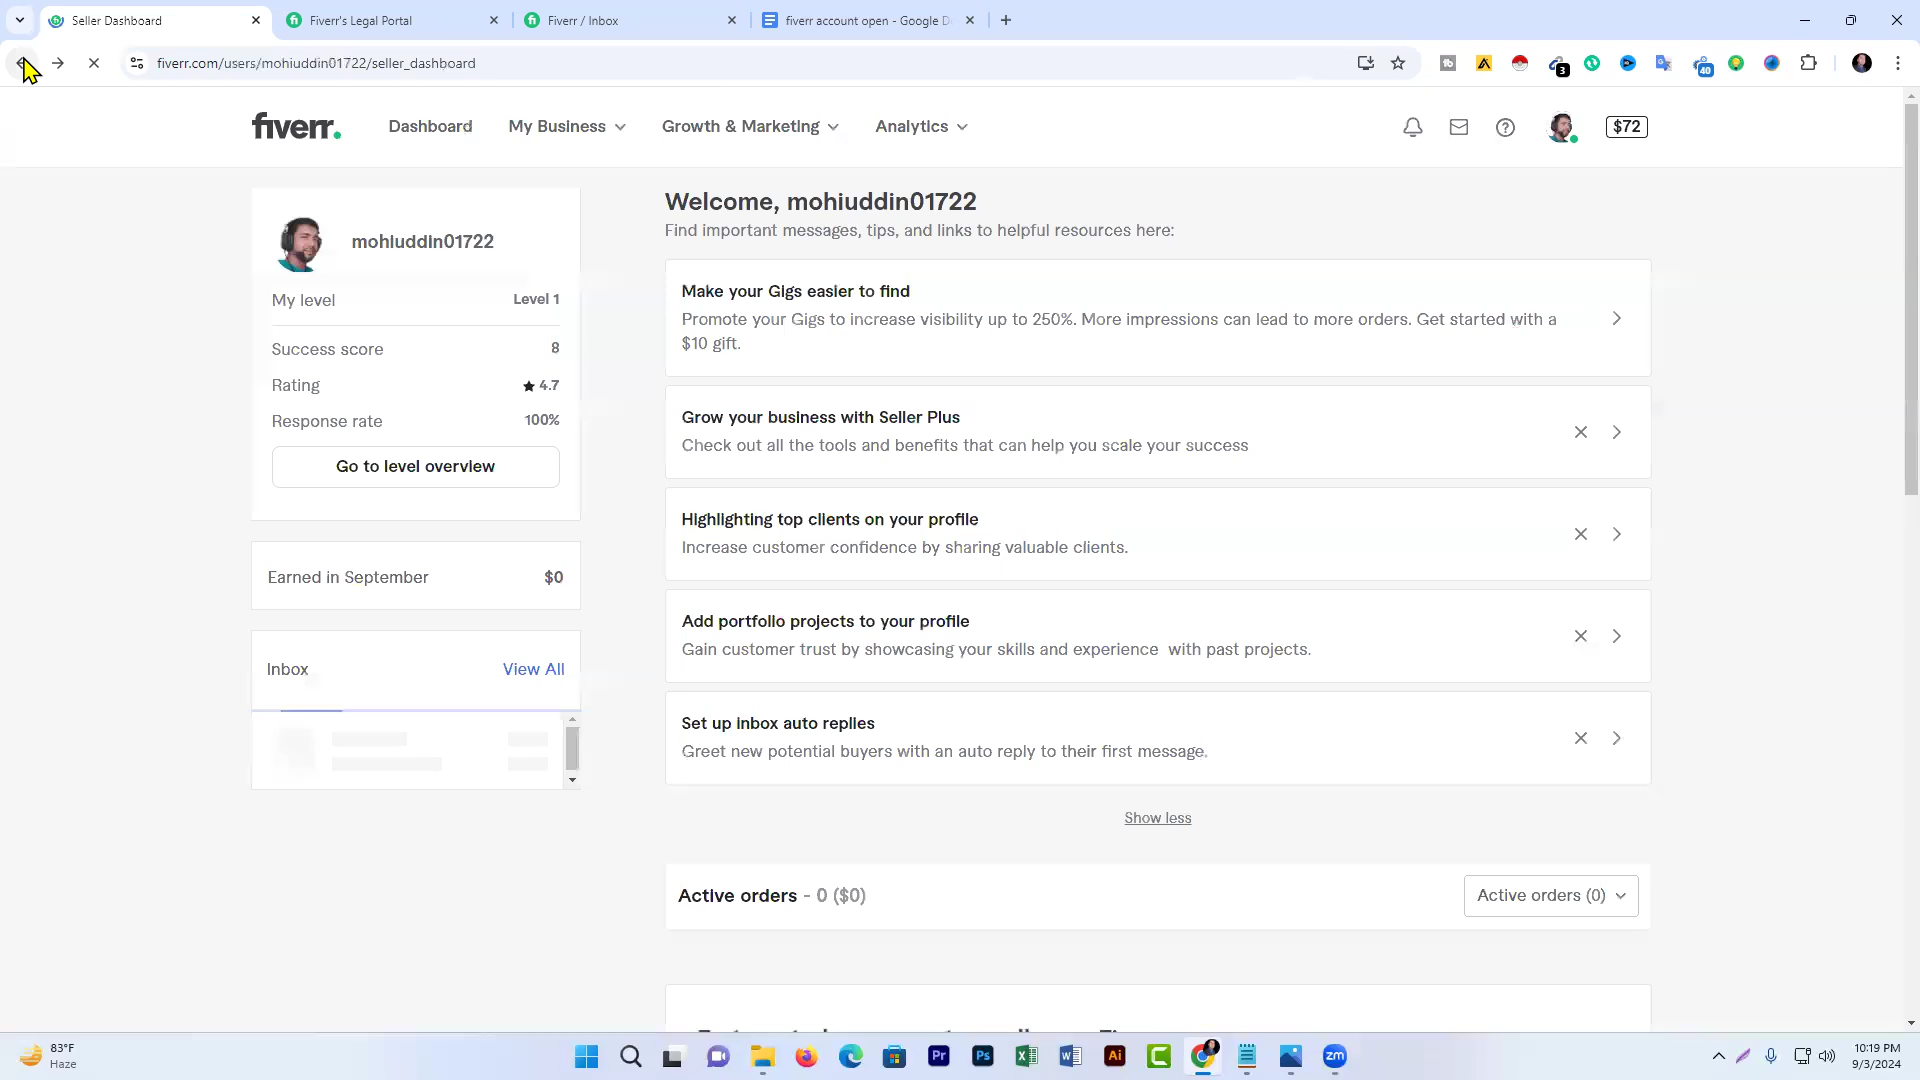 Seller Dashboard
Fiverr's Legal Portal
Fiverr / Inbox
fiverr account open - Google D
fiverr.com/users/mohiuddin01722/seller_dashboard
3
40
fiverr.
Dashboard
My Business
Growth & Marketing
Analytics
$72
mohiuddin01722
My level
Level 1
Success score
8
Rating
4.7
Response rate
100%
Go to level overview
Earned in September
$0
Inbox
View All
Welcome, mohiuddin01722
Find important messages, tips, and links to helpful resources here:
Make your Gigs easier to find
Promote your Gigs to increase visibility up to 250%. More impressions can lead to more orders. Get started with a
$10 gift.
Grow your business with Seller Plus
Check out all the tools and benefits that can help you scale your success
Highlighting top clients on your profile
Increase customer confidence by sharing valuable clients.
Add portfolio projects to your profile
Gain customer trust by showcasing your skills and experience with past projects.
Set up inbox auto replies
Greet new potential buyers with an auto reply to their first message.
Show less
Active orders - 0 ($0)
Active orders (0)
83°F
Haze
Pr
Ps
Ai
zm
10:19 PM
9/3/2024